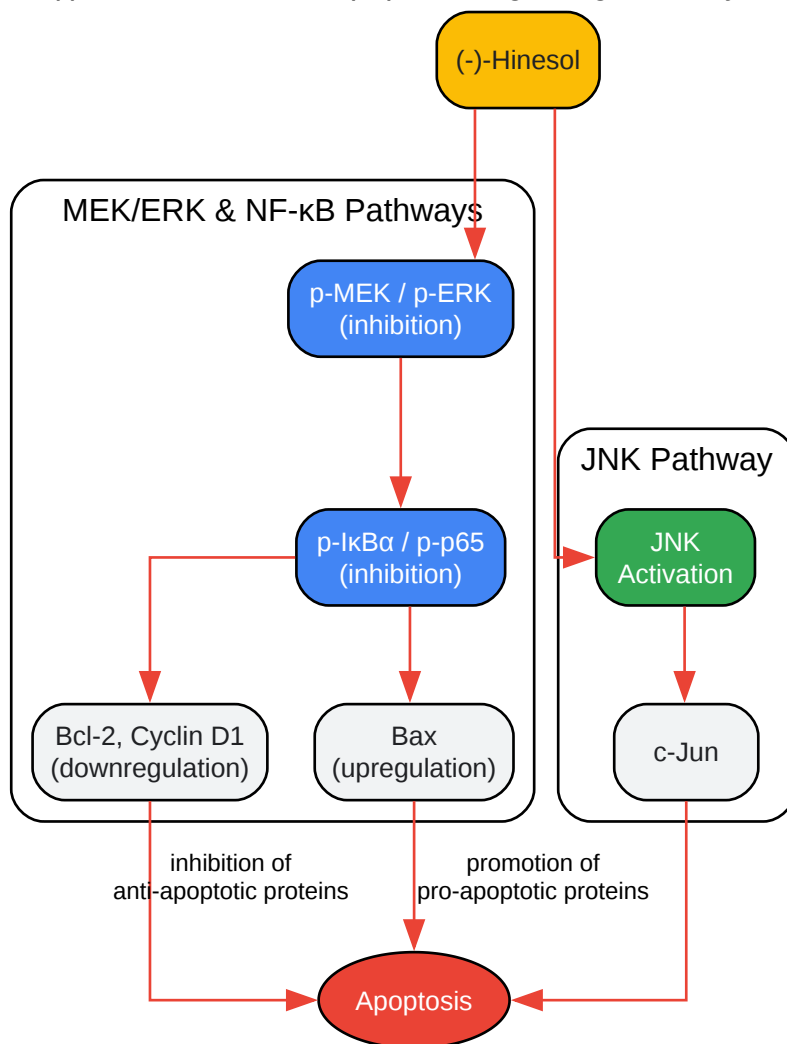 (-)-Hinesol
MEK/ERK & NF-κB Pathways
p-MEK / p-ERK
(inhibition)
JNK Pathway
p-IκBα / p-p65
(inhibition)
JNK
Activation
Bcl-2, Cyclin D1
(downregulation)
Bax
(upregulation)
c-Jun
inhibition of
anti-apoptotic proteins
promotion of
pro-apoptotic proteins
Apoptosis